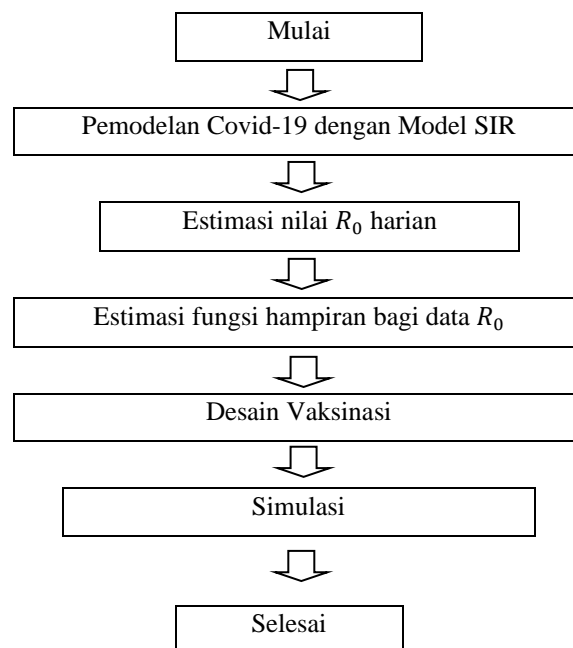 Mulai
Pemodelan Covid-19 dengan Model SIR
Estimasi nilai R₀ harian
Estimasi fungsi hampiran bagi data R₀
Desain Vaksinasi
Simulasi
Selesai